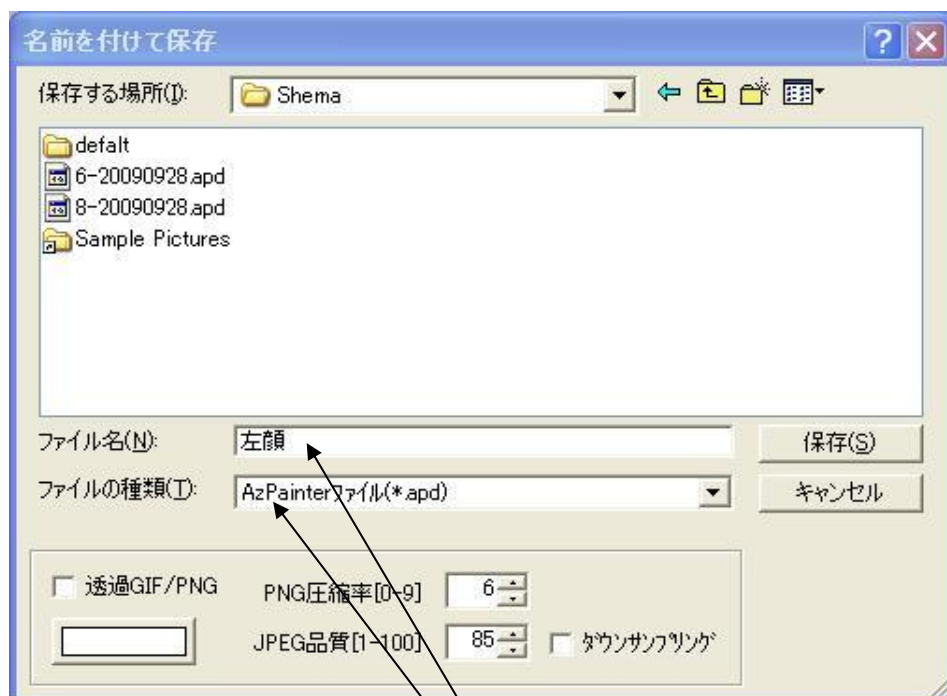 名前を付けて保存
保存する場所(I): Shema
defalt
6-20090928.apd
8-20090928.apd
Sample Pictures
ファイル名(N): 左顔 保存(S)
ファイルの種類(T): AzPainterﾌｧｲﾙ(*.apd) キャンセル
透過GIF/PNG PNG圧縮率[0-9] 6
JPEG品質[1-100] 85 ﾀﾞｳﾝｻﾝﾌﾟﾘﾝｸﾞ